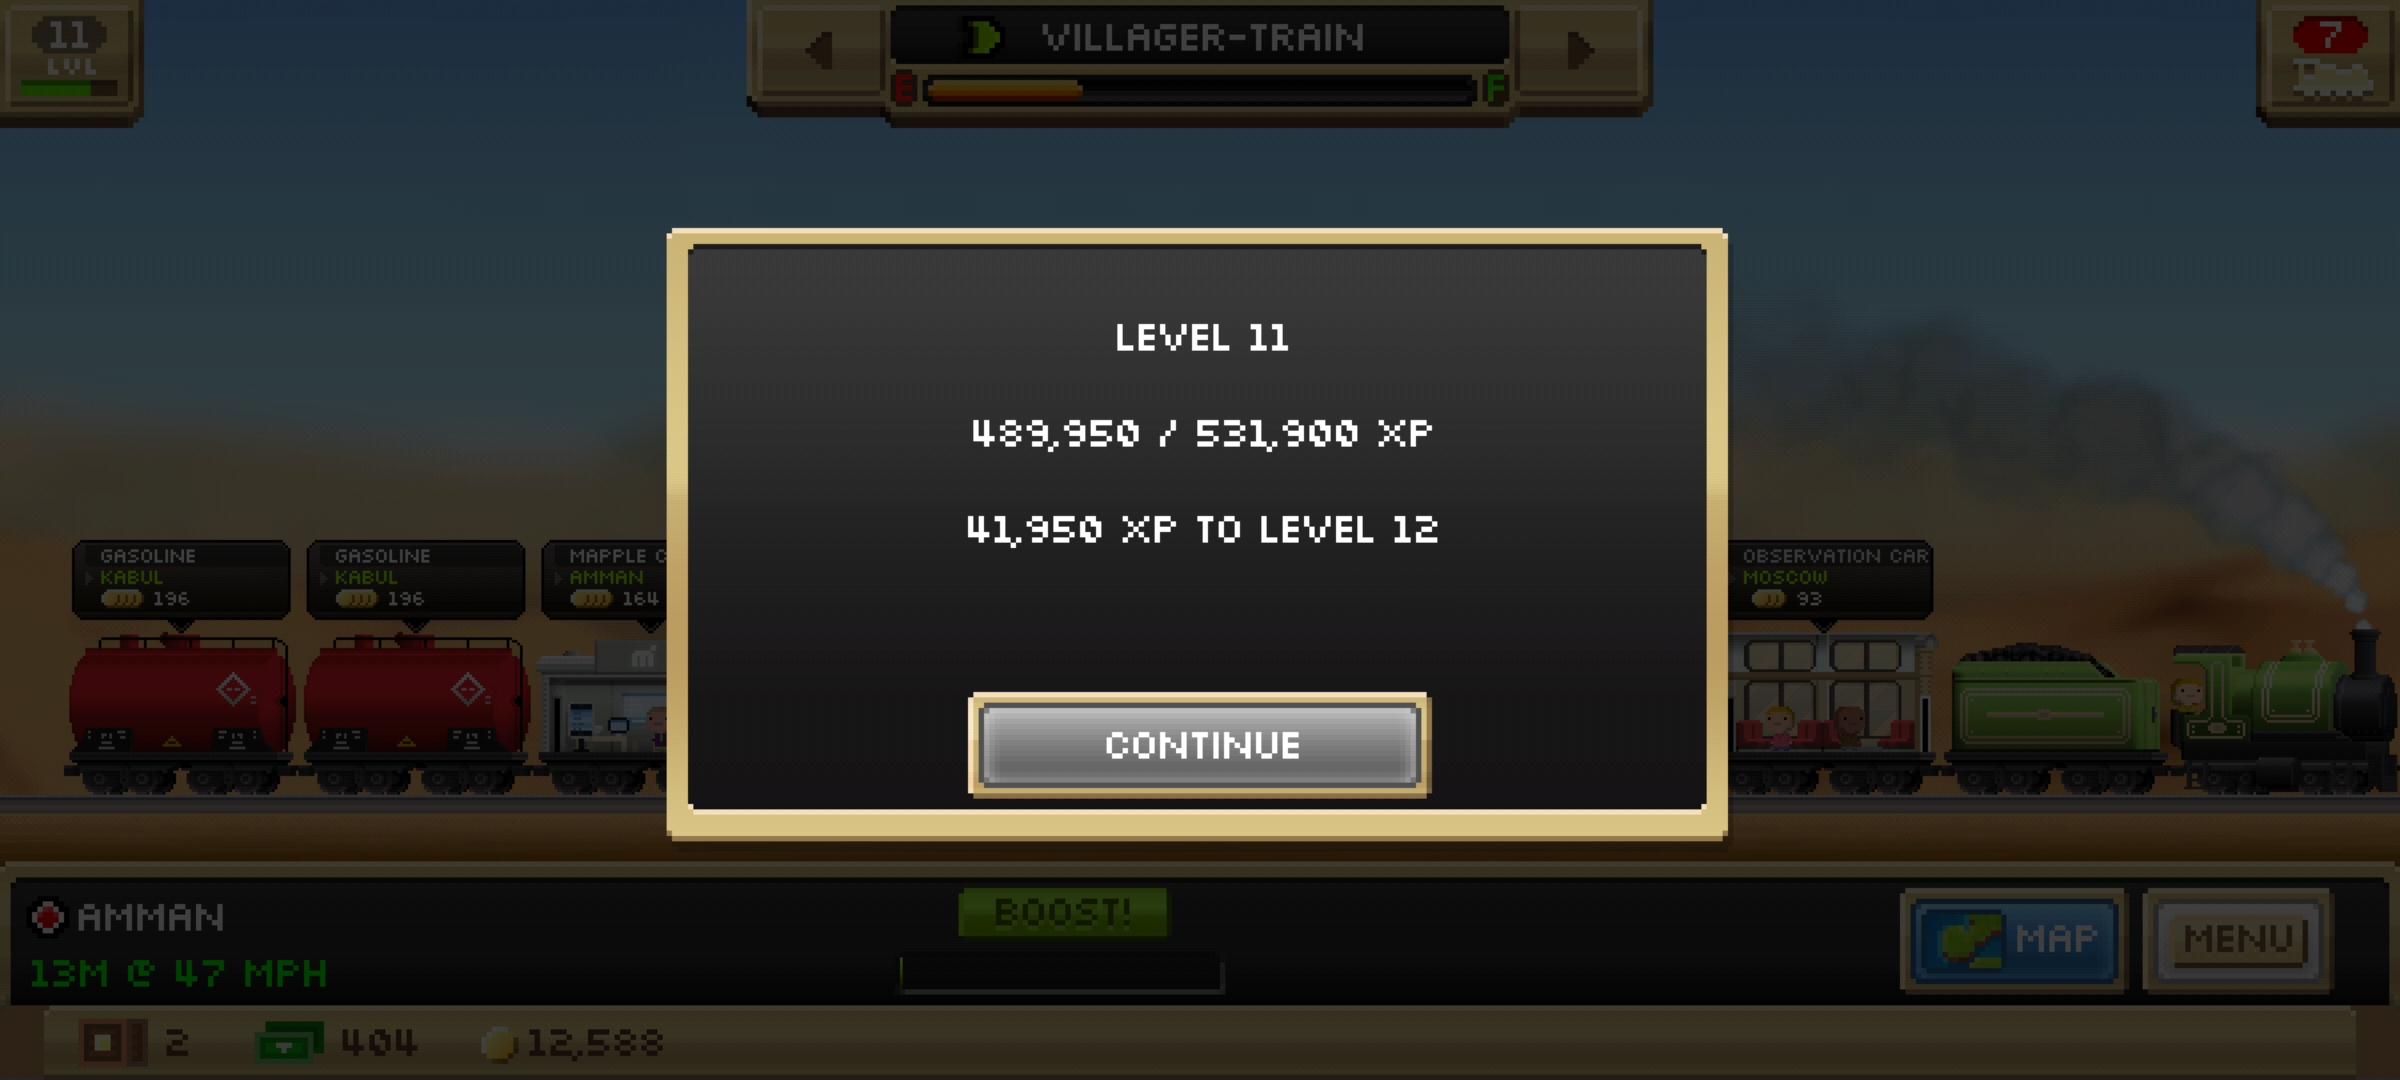 11
LVL
VILLAGER-TRAIN
E
F
7
LEVEL 11
489,950 / 531,900 XP
41,950 XP TO LEVEL 12
CONTINUE
GASOLINE
KABUL
196
GASOLINE
KABUL
196
MAPPLE
AMMAN
164
OBSERVATION CAR
MOSCOW
93
m
AMMAN
13M @ 47 MPH
BOOST!
MAP
MENU
2
404
12,588